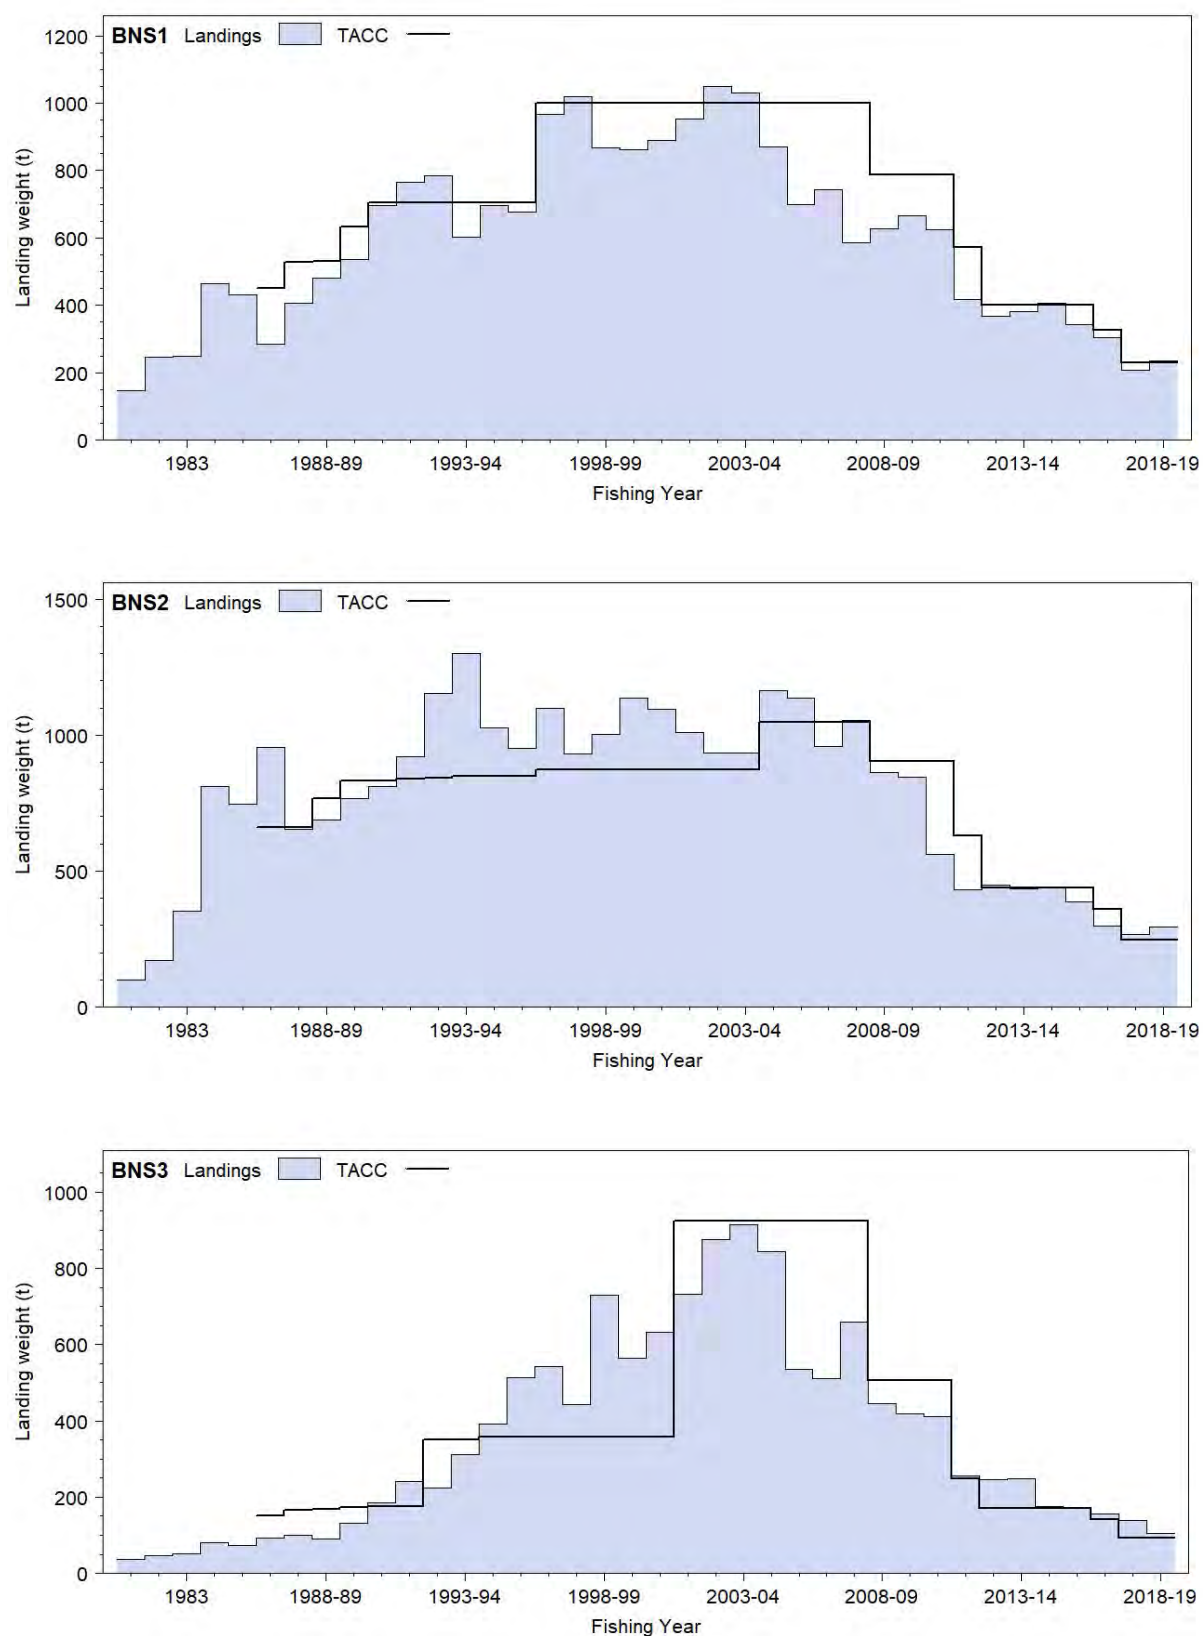 BNS1 Landings TACC
1200
1000
800
600
400
200
0
Landing weight (t)
1983 1988-89 1993-94 1998-99 2003-04 2008-09 2013-14 2018-19
Fishing Year
BNS2 Landings TACC
1500
1000
500
0
Landing weight (t)
1983 1988-89 1993-94 1998-99 2003-04 2008-09 2013-14 2018-19
Fishing Year
BNS3 Landings TACC
1000
800
600
400
200
0
Landing weight (t)
1983 1988-89 1993-94 1998-99 2003-04 2008-09 2013-14 2018-19
Fishing Year